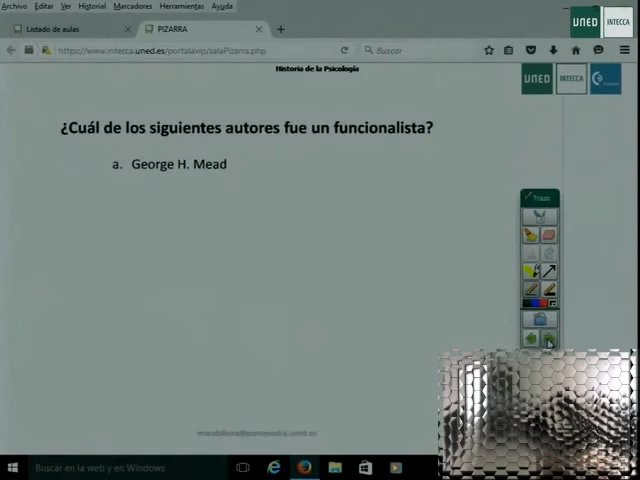 Archivo Editar Ver Historial Marcadores Herramientas Ayuda
UNED INTECCA
Listado de aulas
PIZARRA
https://www.intecca.uned.es/portalavip/salaPizarra.php
Buscar
Historia de la Psicología
UNED INTECCA
¿Cuál de los siguientes autores fue un funcionalista?
a. George H. Mead
Trazo
Buscar en la web y en Windows